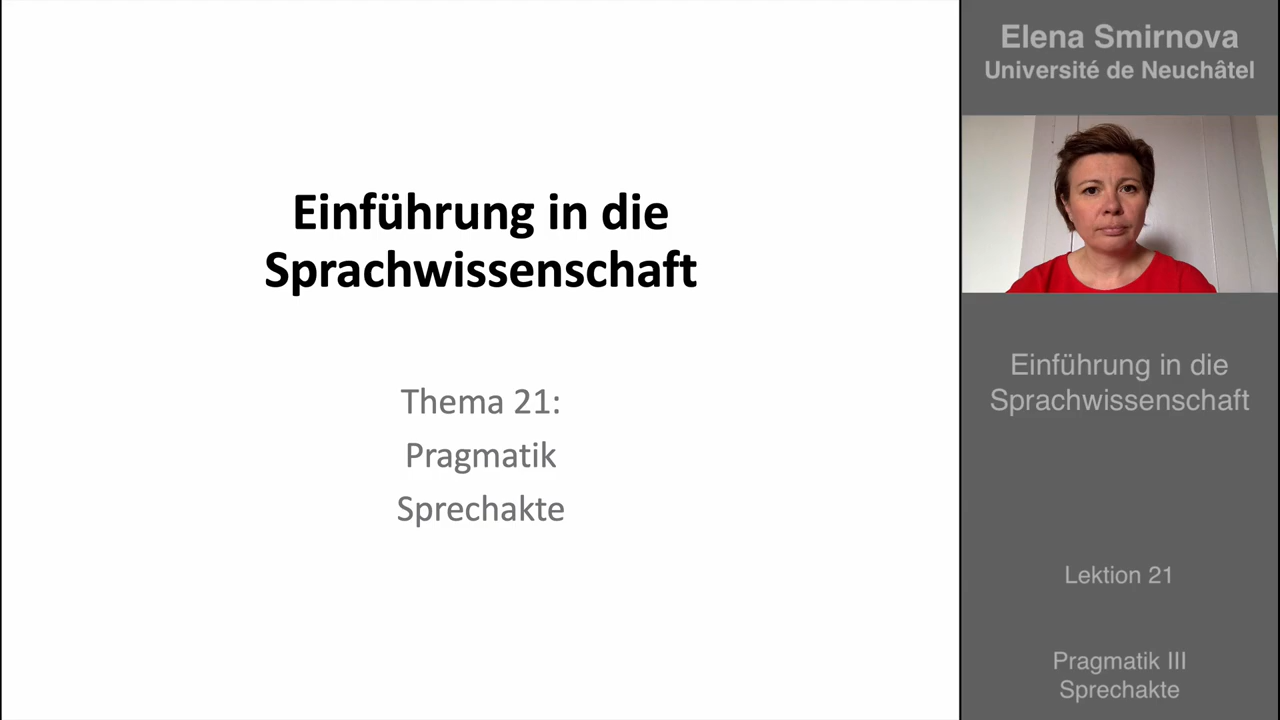 Einführung in die
Sprachwissenschaft
Thema 21:
Pragmatik
Sprechakte
Elena Smirnova
Université de Neuchâtel
Einführung in die
Sprachwissenschaft
Lektion 21
Pragmatik III
Sprechakte